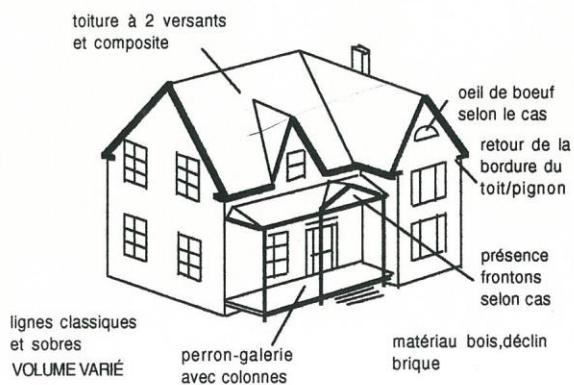 toiture à 2 versants
et composite
oeil de boeuf
selon le cas
retour de la
bordure du
toit/pignon
présence
frontons
selon cas
lignes classiques
et sobres
VOLUME VARIÉ
perron-galerie
avec colonnes
matériau bois,déclin
brique